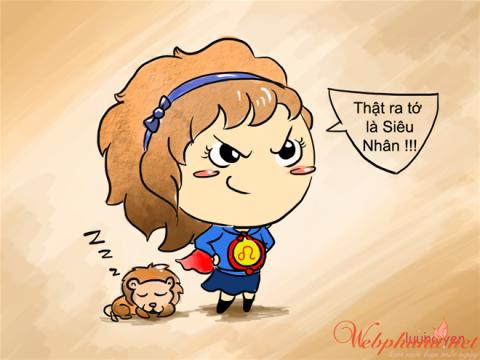 Thật ra tớ
là Siêu
Nhân !!!
Z Z Z Z
Webphunu.net